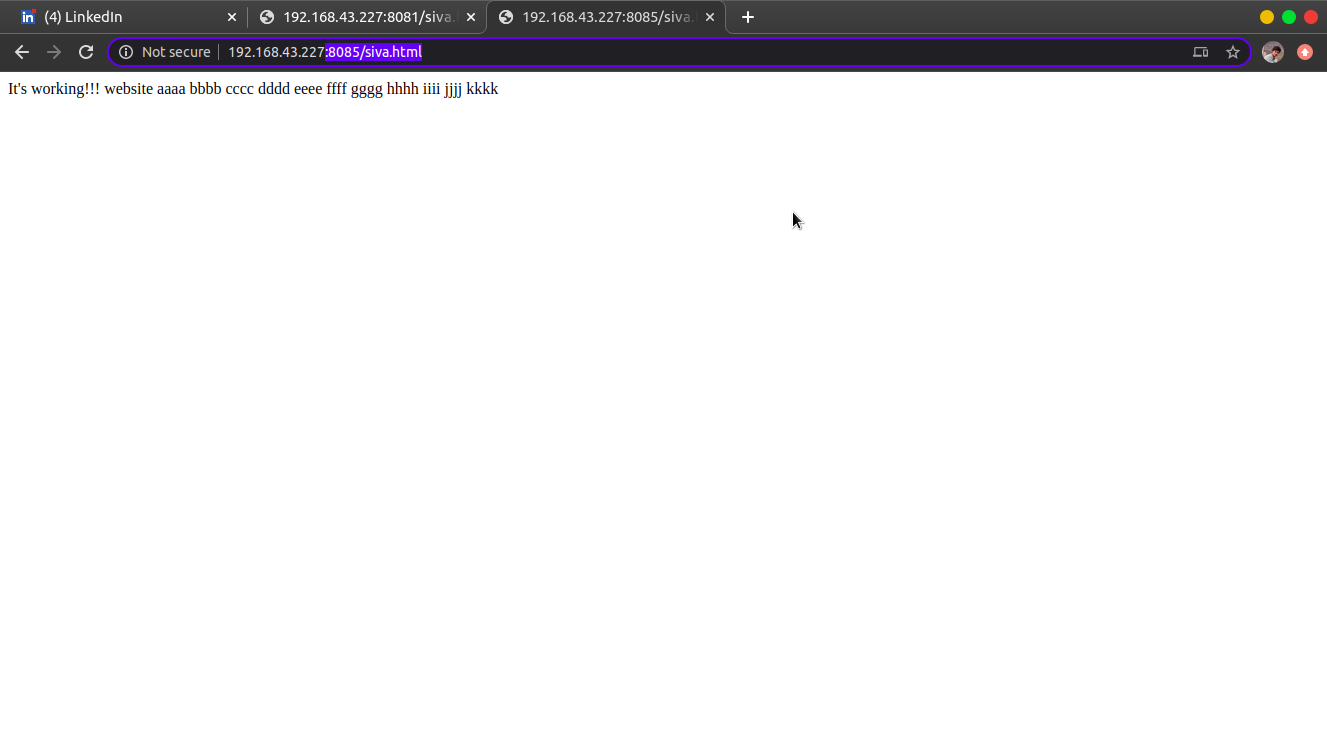 in (4) LinkedIn 192.168.43.227:8081/siva. 192.168.43.227:8085/siva.
Not secure 192.168.43.227:8085/siva.html
It's working!!! website aaaa bbbb cccc dddd eeee ffff gggg hhhh iiii jjjj kkkk